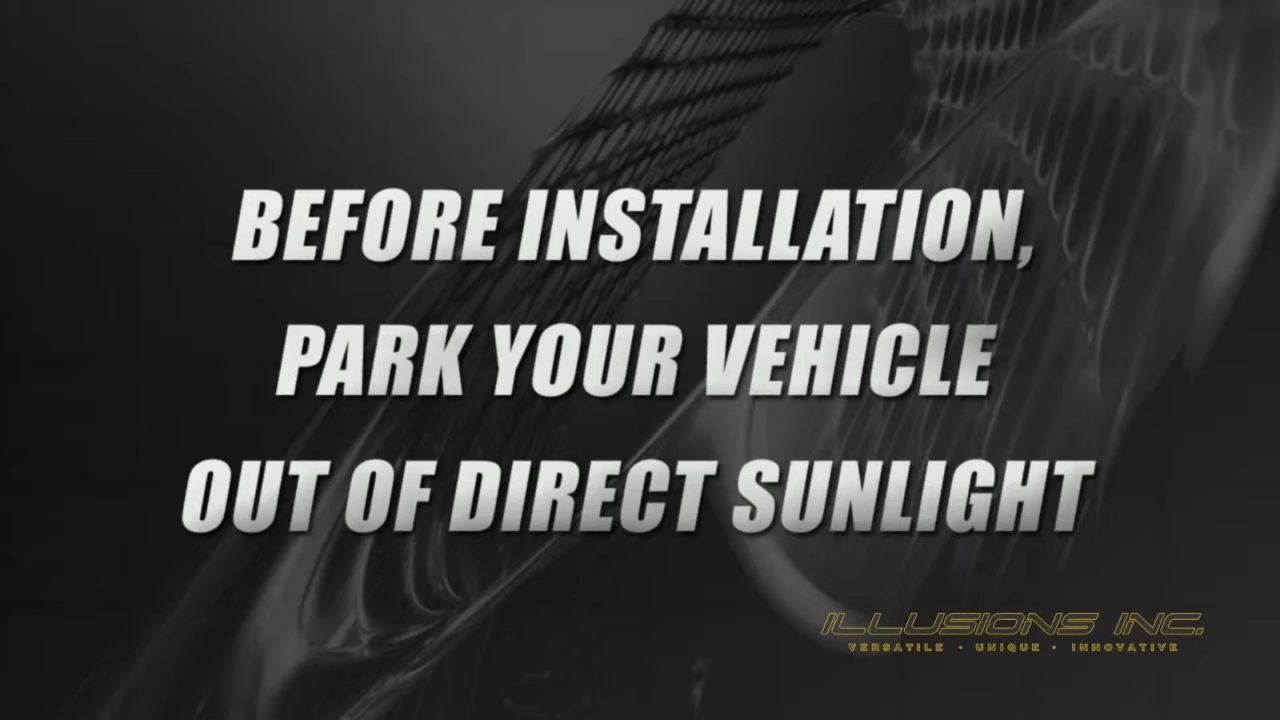 BEFORE INSTALLATION,
PARK YOUR VEHICLE
OUT OF DIRECT SUNLIGHT
ILLUSIONS INC.
VERSATILE • UNIQUE • INNOVATIVE